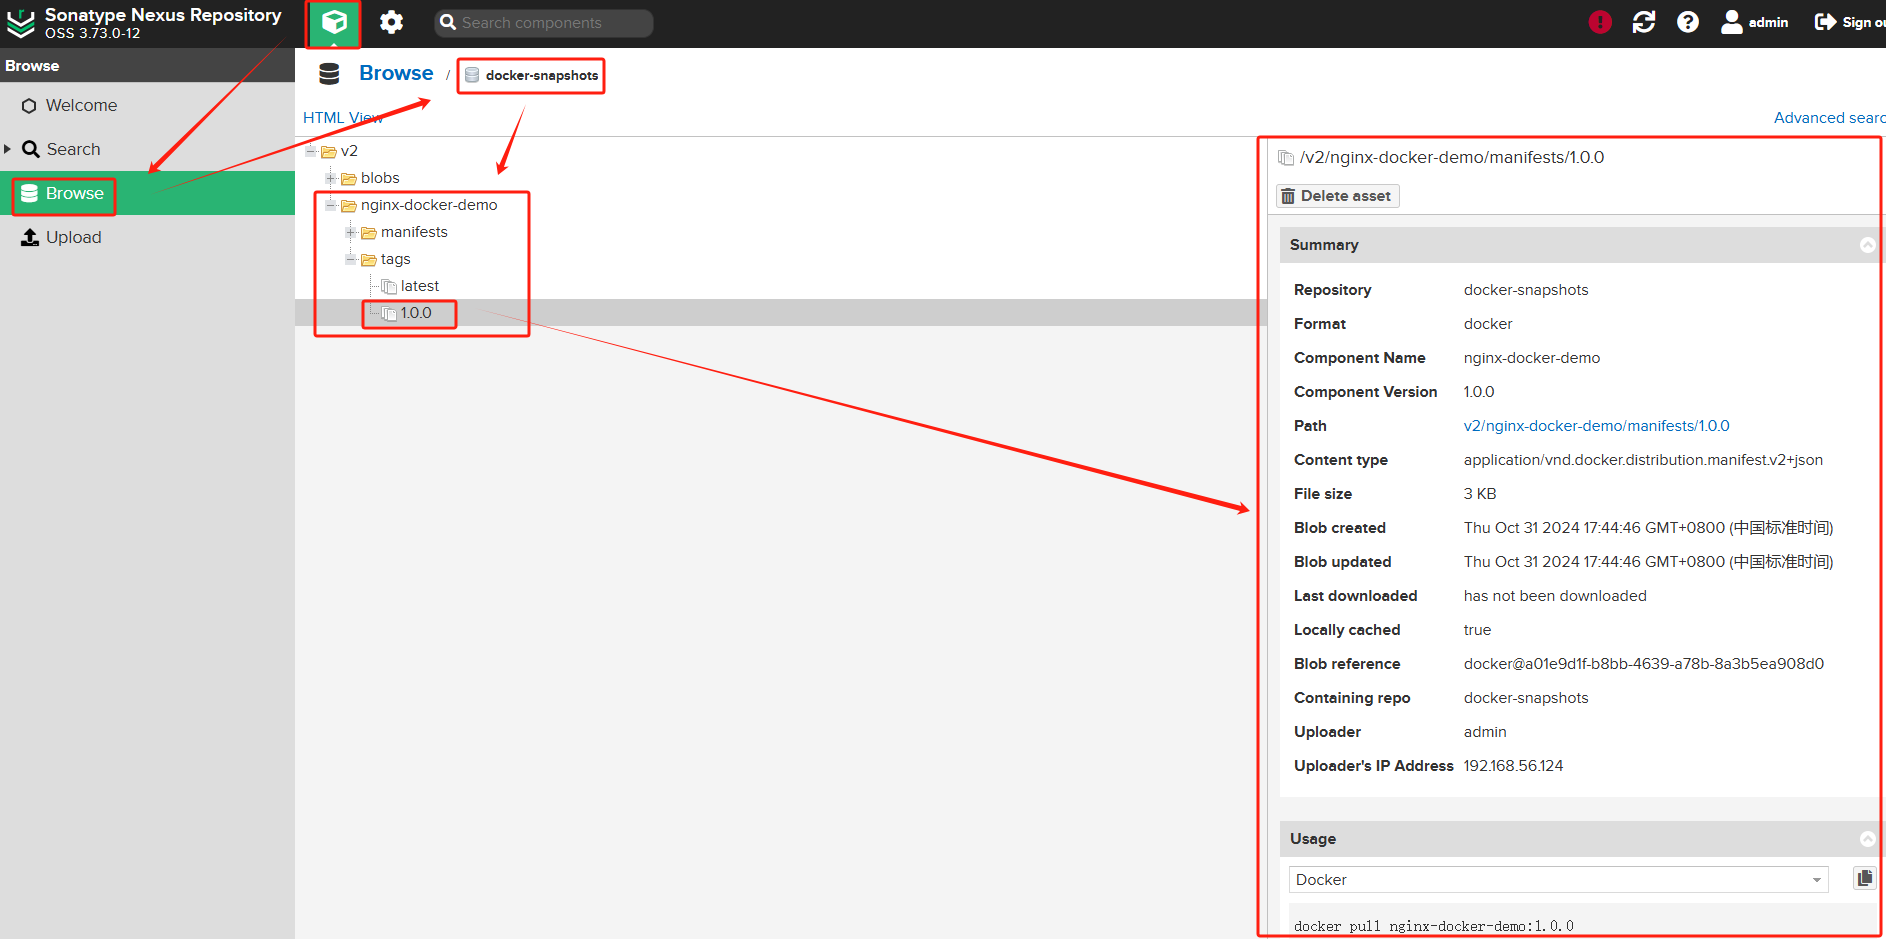 Sonatype Nexus Repository
OSS 3.73.0-12
Search components
admin
Sign ou
Browse
Welcome
Search
Browse
Upload
Browse / docker-snapshots
HTML View
Advanced searc
v2
blobs
nginx-docker-demo
manifests
tags
latest
1.0.0
/v2/nginx-docker-demo/manifests/1.0.0
Delete asset
Summary
Repository docker-snapshots
Format docker
Component Name nginx-docker-demo
Component Version 1.0.0
Path v2/nginx-docker-demo/manifests/1.0.0
Content type application/vnd.docker.distribution.manifest.v2+json
File size 3 KB
Blob created Thu Oct 31 2024 17:44:46 GMT+0800 (中国标准时间)
Blob updated Thu Oct 31 2024 17:44:46 GMT+0800 (中国标准时间)
Last downloaded has not been downloaded
Locally cached true
Blob reference docker@a01e9d1f-b8bb-4639-a78b-8a3b5ea908d0
Containing repo docker-snapshots
Uploader admin
Uploader's IP Address 192.168.56.124
Usage
Docker
docker pull nginx-docker-demo:1.0.0